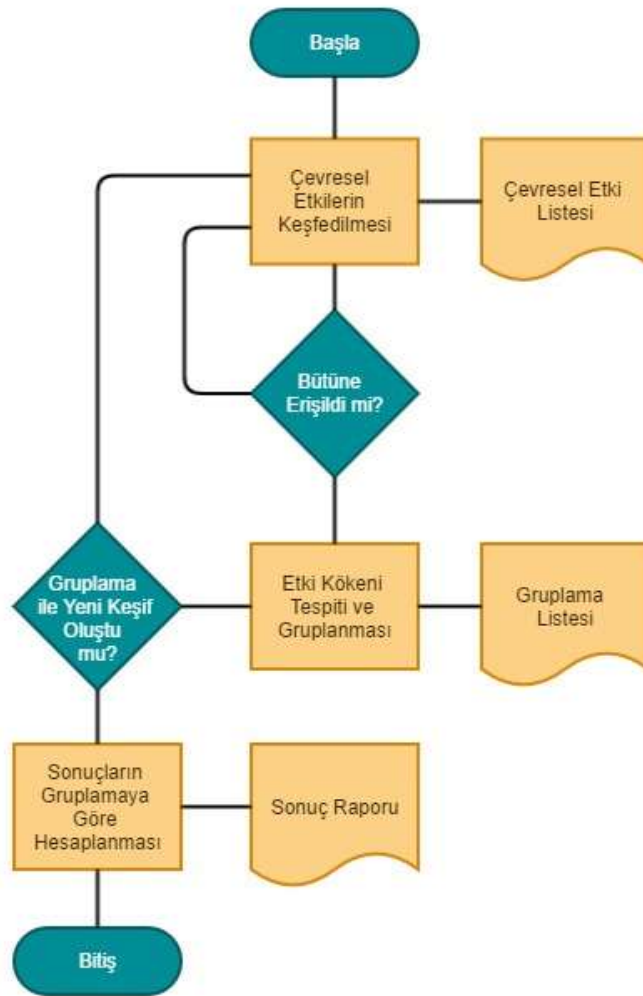 Başla
Çevresel
Etkilerin
Keşfedilmesi
Çevresel Etki
Listesi
Bütüne
Erişildi mi?
Gruplama
ile Yeni Keşif
Oluştu
mu?
Etki Kökeni
Tespiti ve
Gruplanması
Gruplama
Listesi
Sonuçların
Gruplamaya
Göre
Hesaplanması
Sonuç Raporu
Bitiş